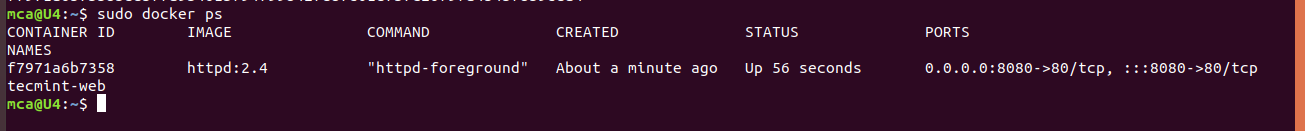 mca@U4:~$ sudo docker ps
CONTAINER ID        IMAGE               COMMAND              CREATED              STATUS              PORTS
NAMES
f7971a6b7358        httpd:2.4           "httpd-foreground"   About a minute ago   Up 56 seconds       0.0.0.0:8080->80/tcp, :::8080->80/tcp
tecmint-web
mca@U4:~$